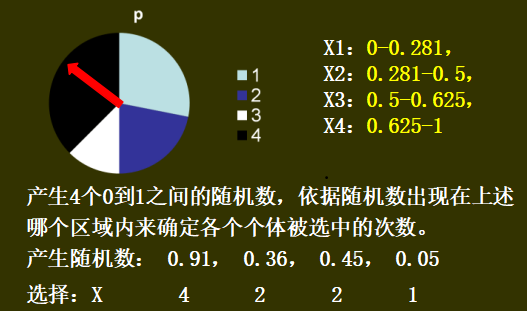 p
1
2
3
4
X1：0-0.281，
X2：0.281-0.5，
X3：0.5-0.625，
X4：0.625-1
产生4个0到1之间的随机数，依据随机数出现在上述
哪个区域内来确定各个个体被选中的次数。
产生随机数： 0.91， 0.36， 0.45， 0.05
选择：X 4 2 2 1